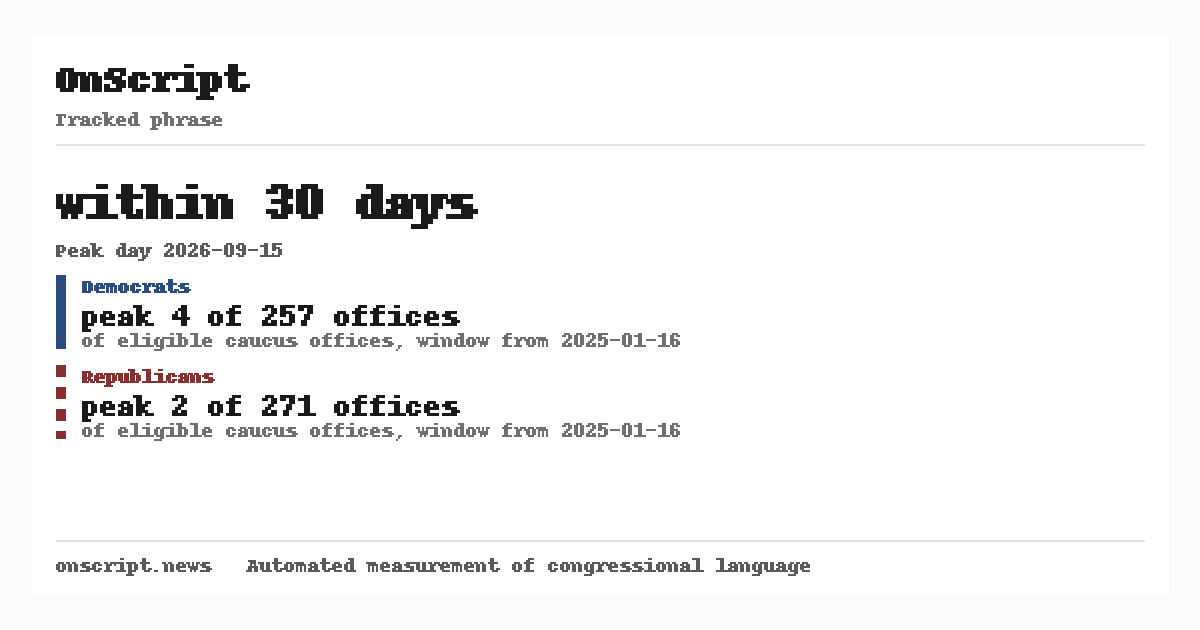 OnScript
Tracked phrase
within 30 days
Peak day 2026-09-15
Democrats
peak 4 of 257 offices
of eligible caucus offices, window from 2025-01-16
Republicans
peak 2 of 271 offices
of eligible caucus offices, window from 2025-01-16
onscript.news Automated measurement of congressional language